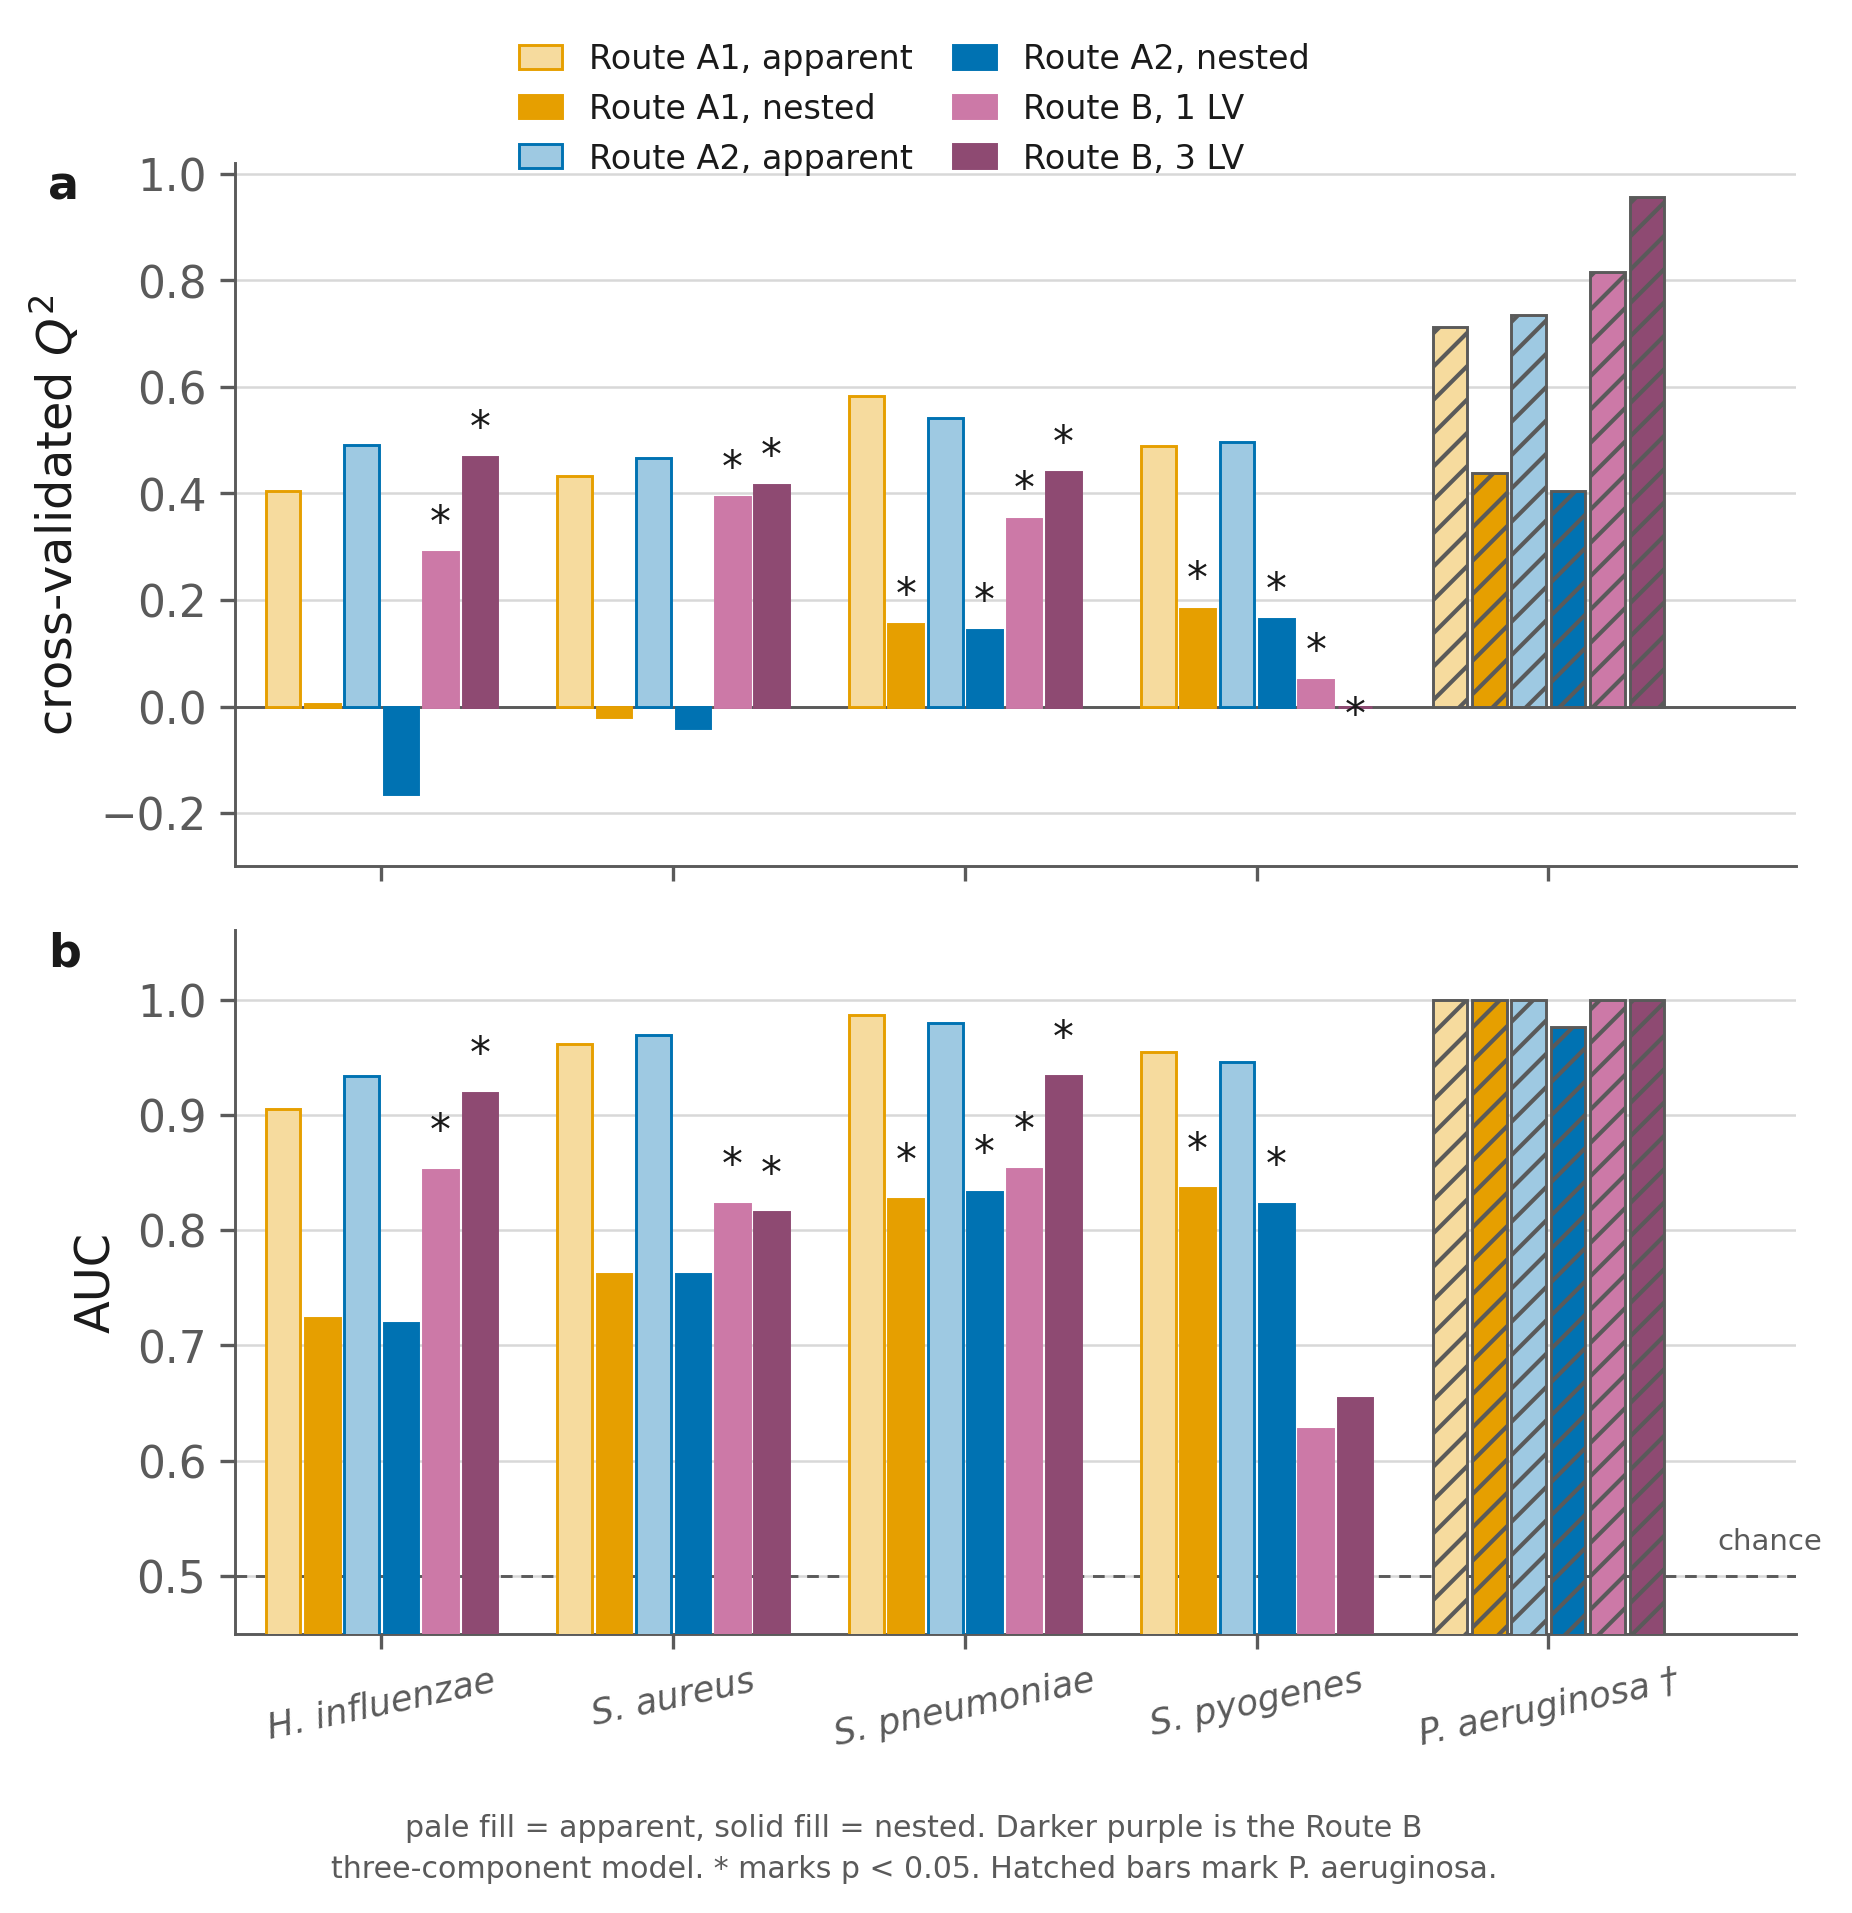 Route A1, apparent
Route A1, nested
Route A2, apparent
Route A2, nested
Route B, 1 LV
Route B, 3 LV
a
1.0
0.8
0.6
0.4
0.2
0.0
−0.2
cross-validated Q²
* * * * * * * * * * * *
b
1.0
0.9
0.8
0.7
0.6
0.5
AUC
* * * * * * * * * *
chance
H. influenzae
S. aureus
S. pneumoniae
S. pyogenes
P. aeruginosa †
pale fill = apparent, solid fill = nested. Darker purple is the Route B
three-component model. * marks p < 0.05. Hatched bars mark P. aeruginosa.